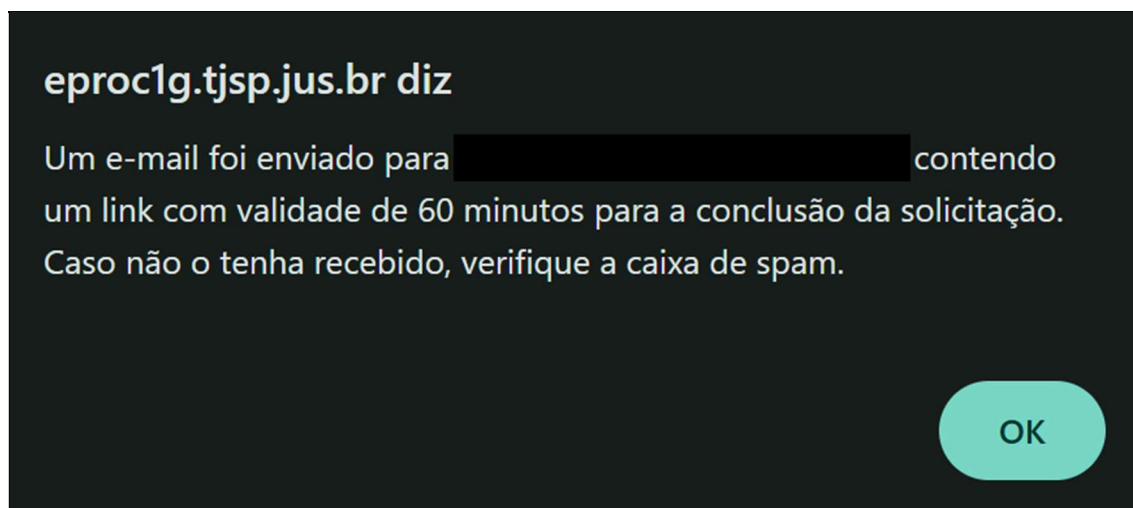 eproc1g.tjsp.jus.br diz
Um e-mail foi enviado para contendo
um link com validade de 60 minutos para a conclusão da solicitação.
Caso não o tenha recebido, verifique a caixa de spam.
OK